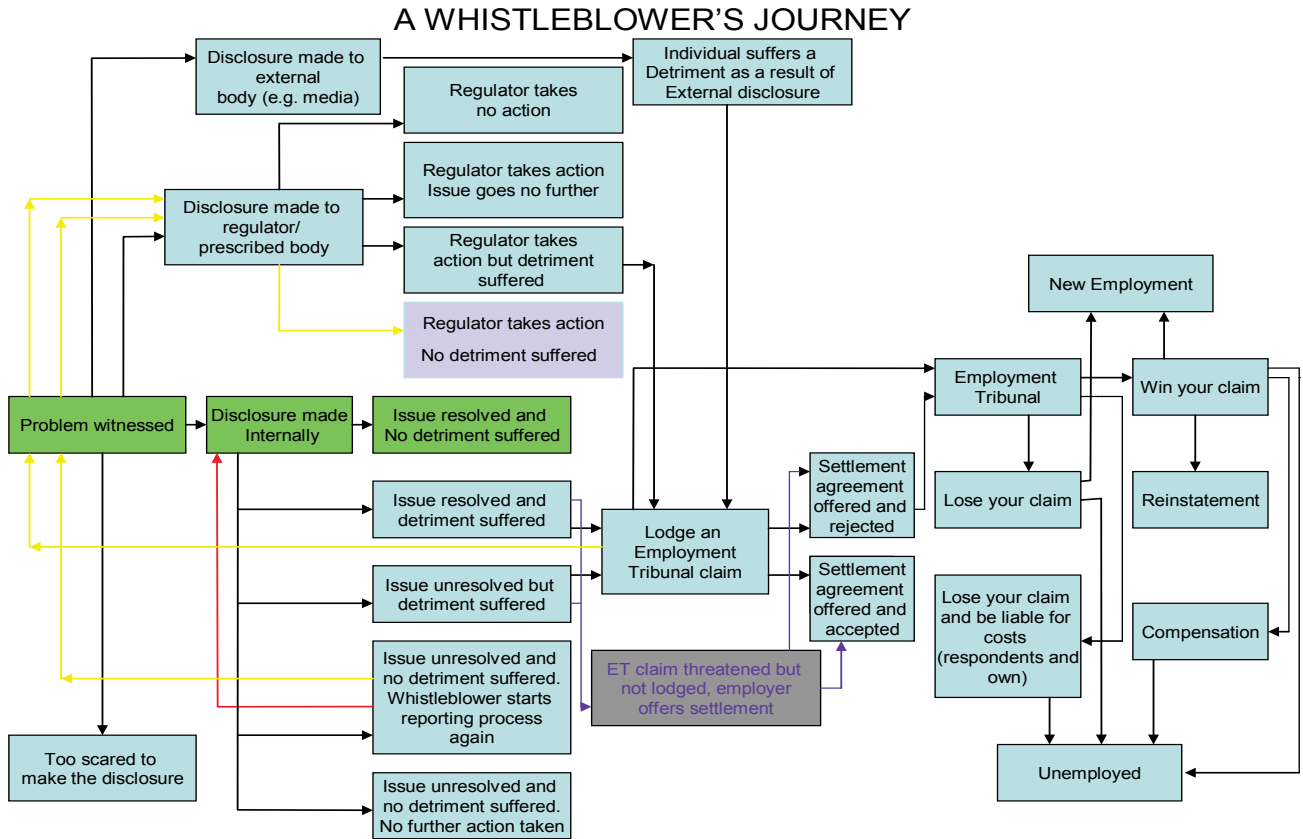 A WHISTLEBLOWER'S JOURNEY
Disclosure made to
external
body (e.g. media)
Individual suffers a
Detriment as a result of
External disclosure
Regulator takes
no action
Regulator takes action
Issue goes no further
Disclosure made to
regulator/
prescribed body
Regulator takes
action but detriment
suffered
Regulator takes action
No detriment suffered
New Employment
Employment
Tribunal
Win your claim
Problem witnessed
Disclosure made
Internally
Issue resolved and
No detriment suffered
Issue resolved and
detriment suffered
Lodge an
Employment
Tribunal claim
Settlement
agreement
offered and
rejected
Lose your claim
Reinstatement
Issue unresolved but
detriment suffered
Settlement
agreement
offered and
accepted
Lose your claim
and be liable for
costs
(respondents and
own)
Compensation
Issue unresolved and
no detriment suffered.
Whistleblower starts
reporting process
again
ET claim threatened but
not lodged, employer
offers settlement
Too scared to
make the disclosure
Unemployed
Issue unresolved and
no detriment suffered.
No further action taken